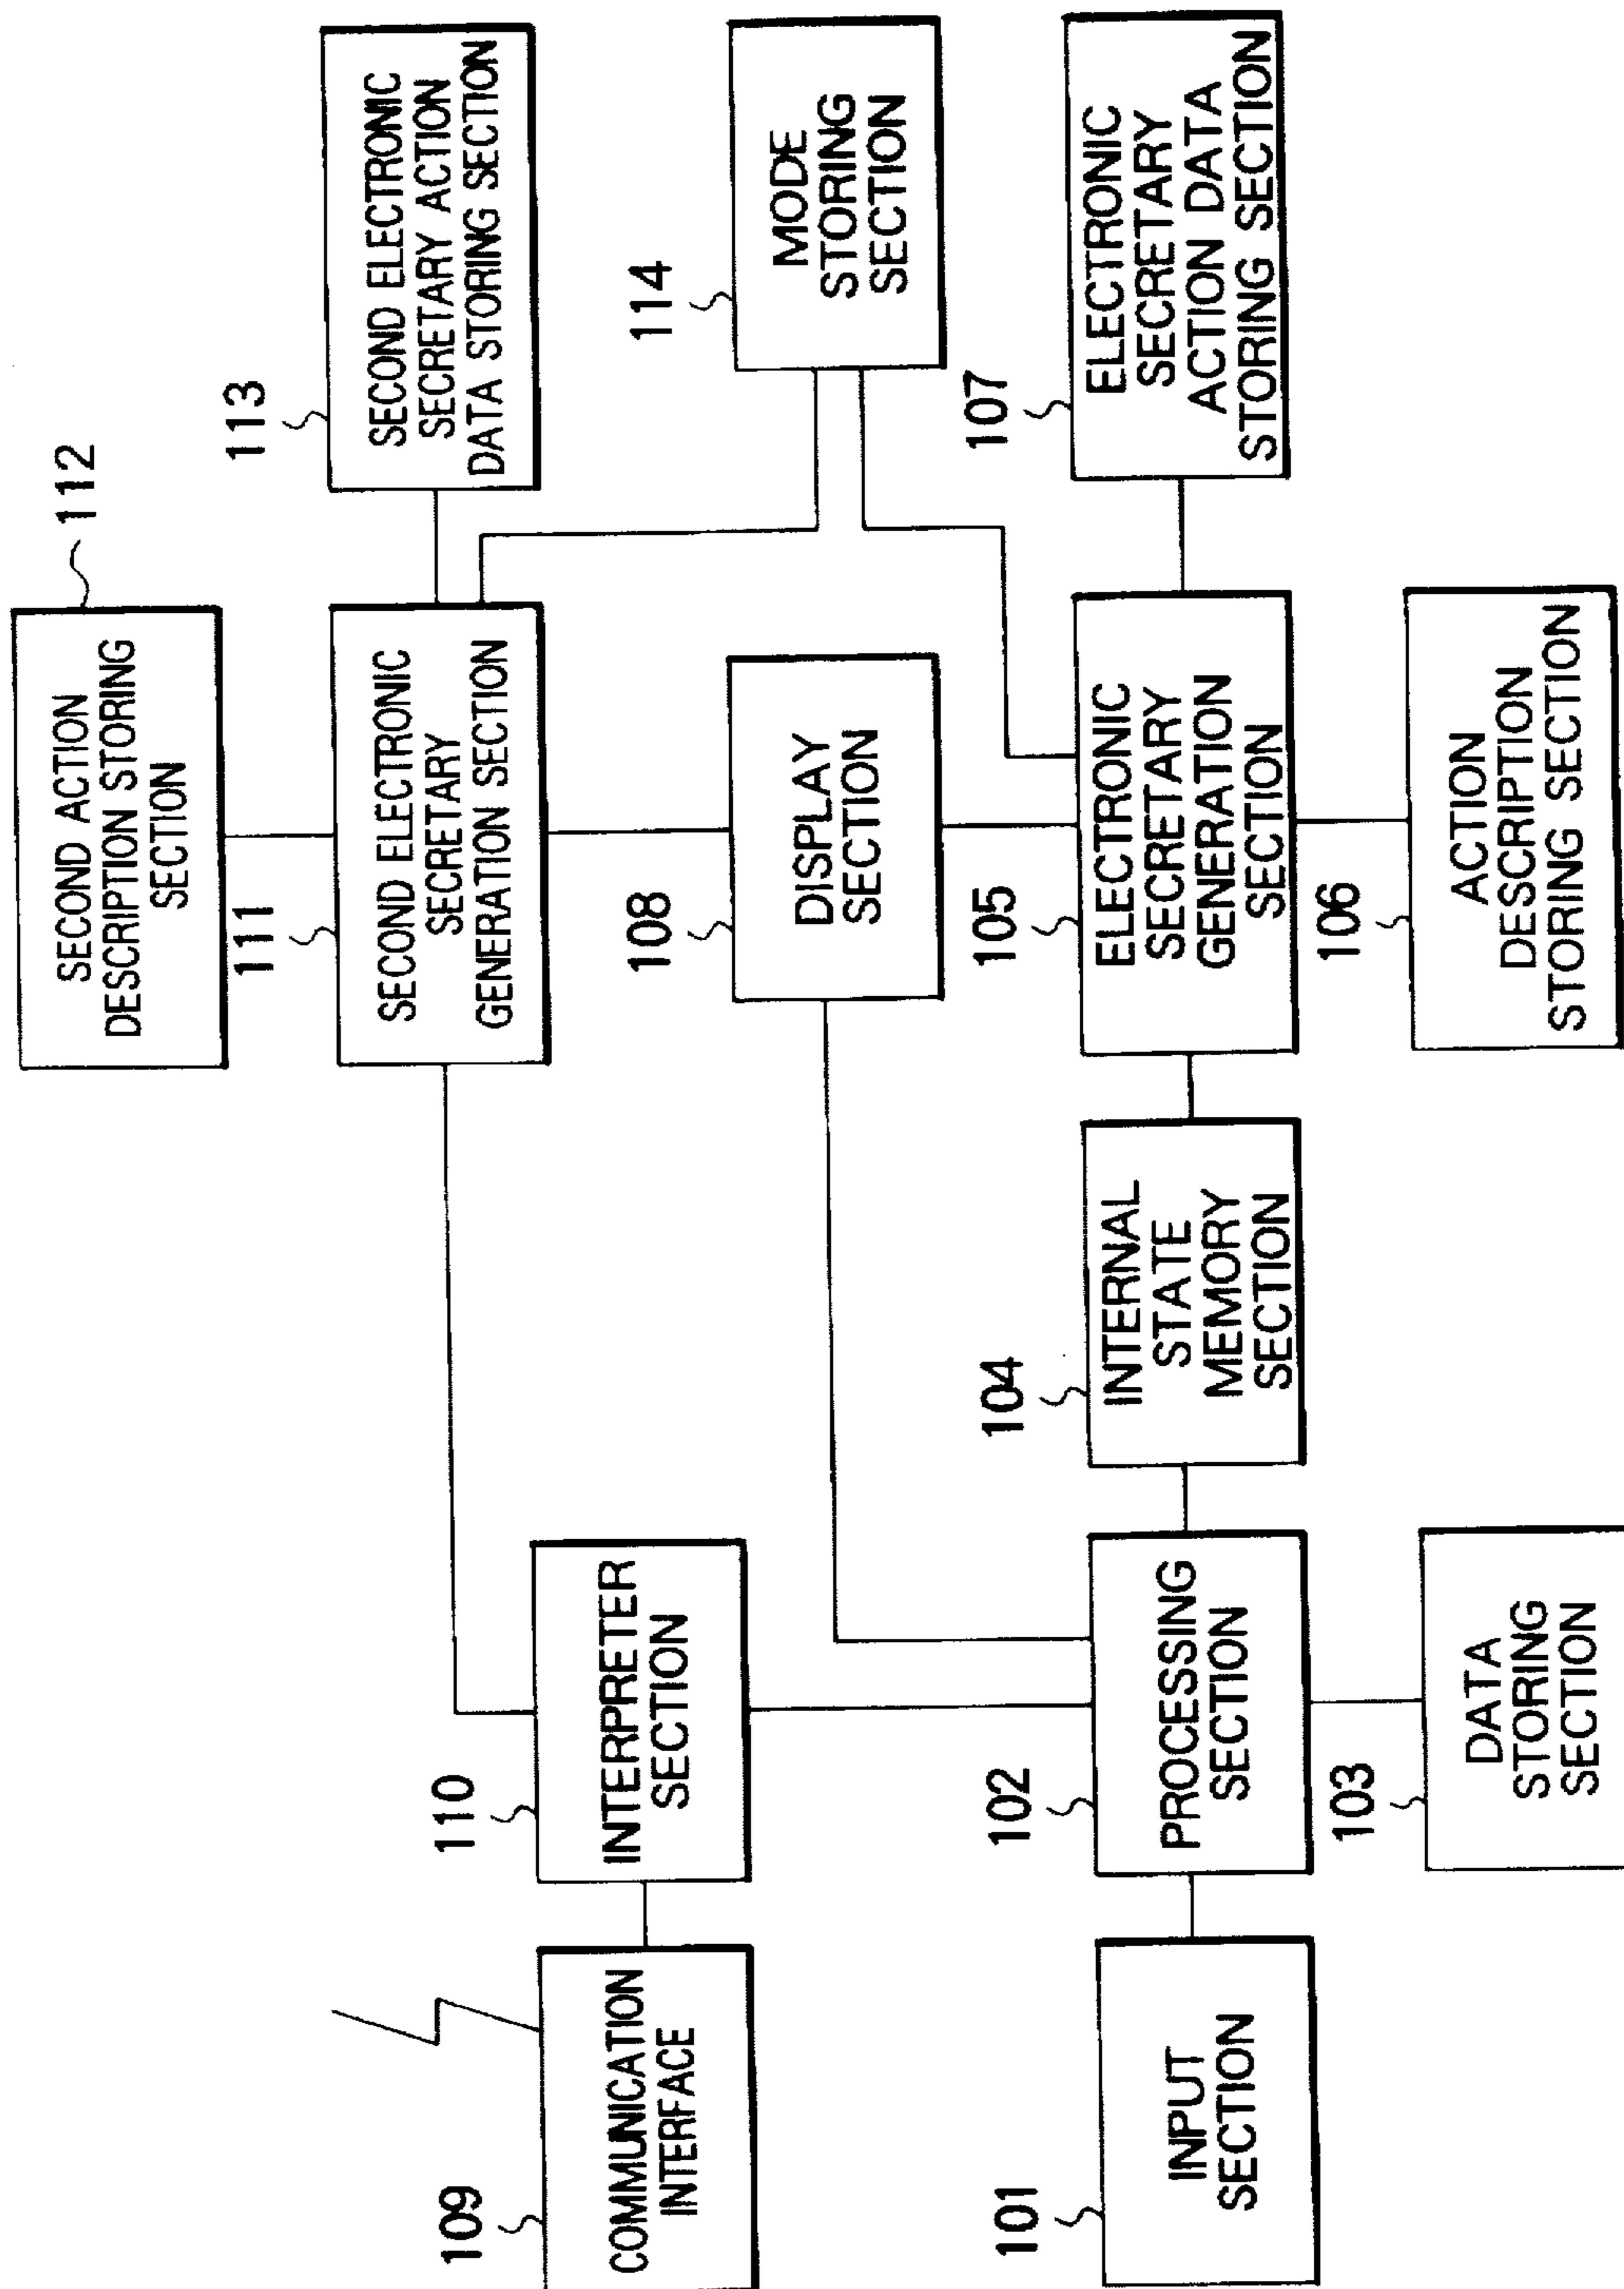 109
COMMUNICATION
INTERFACE
110
INTERPRETER
SECTION
101
INPUT
SECTION
102
PROCESSING
SECTION
103
DATA
STORING
SECTION
104
INTERNAL
STATE
MEMORY
SECTION
SECOND ACTION
DESCRIPTION STORING
SECTION
112
111
SECOND ELECTRONIC
SECRETARY
GENERATION SECTION
113
SECOND ELECTRONIC
SECRETARY ACTION
DATA STORING SECTION
108
DISPLAY
SECTION
114
MODE
STORING
SECTION
105
ELECTRONIC
SECRETARY
GENERATION
SECTION
107
ELECTRONIC
SECRETARY
ACTION DATA
STORING SECTION
106
ACTION
DESCRIPTION
STORING SECTION